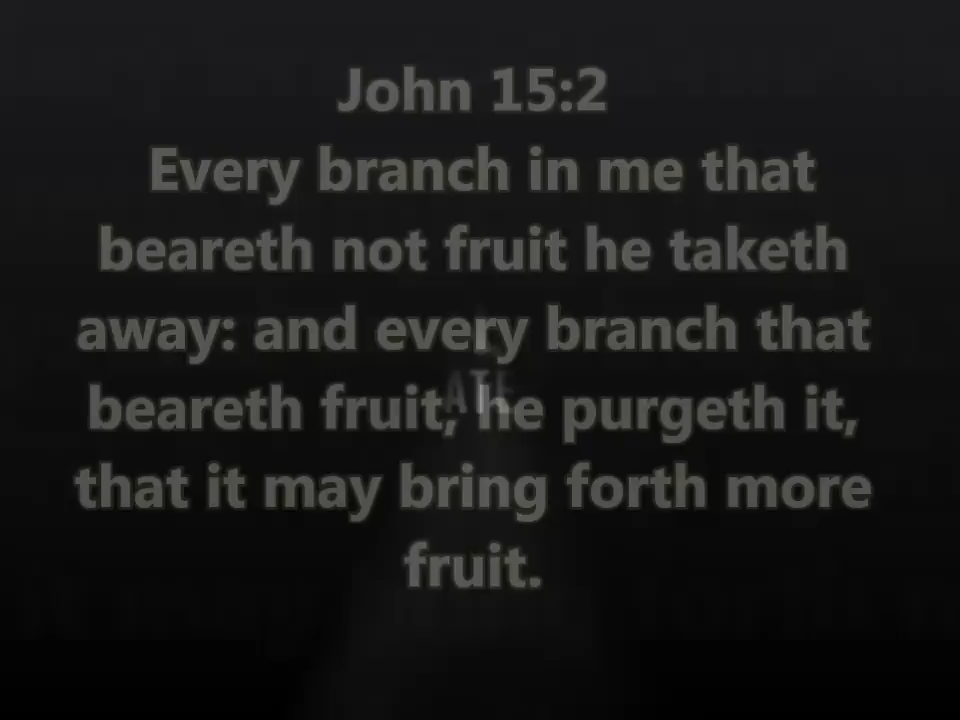 John 15:2
Every branch in me that
beareth not fruit he taketh
away: and every branch that
beareth fruit, he purgeth it,
that it may bring forth more
fruit.